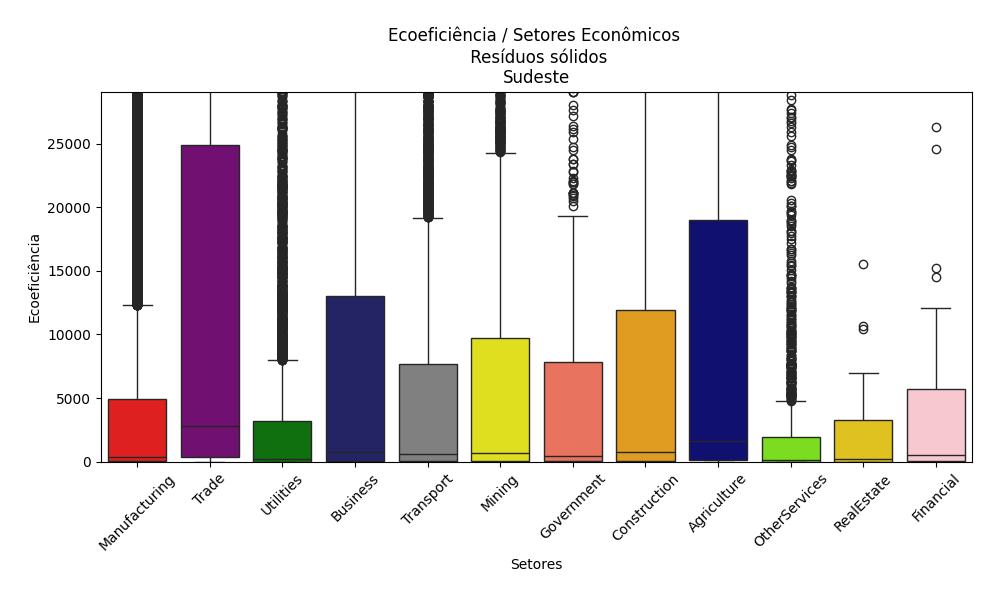 Ecoeficiência / Setores Econômicos
Resíduos sólidos
Sudeste
Ecoeficiência
25000
20000
15000
10000
5000
0
Manufacturing
Trade
Utilities
Business
Transport
Mining
Government
Construction
Agriculture
OtherServices
RealEstate
Financial
Setores